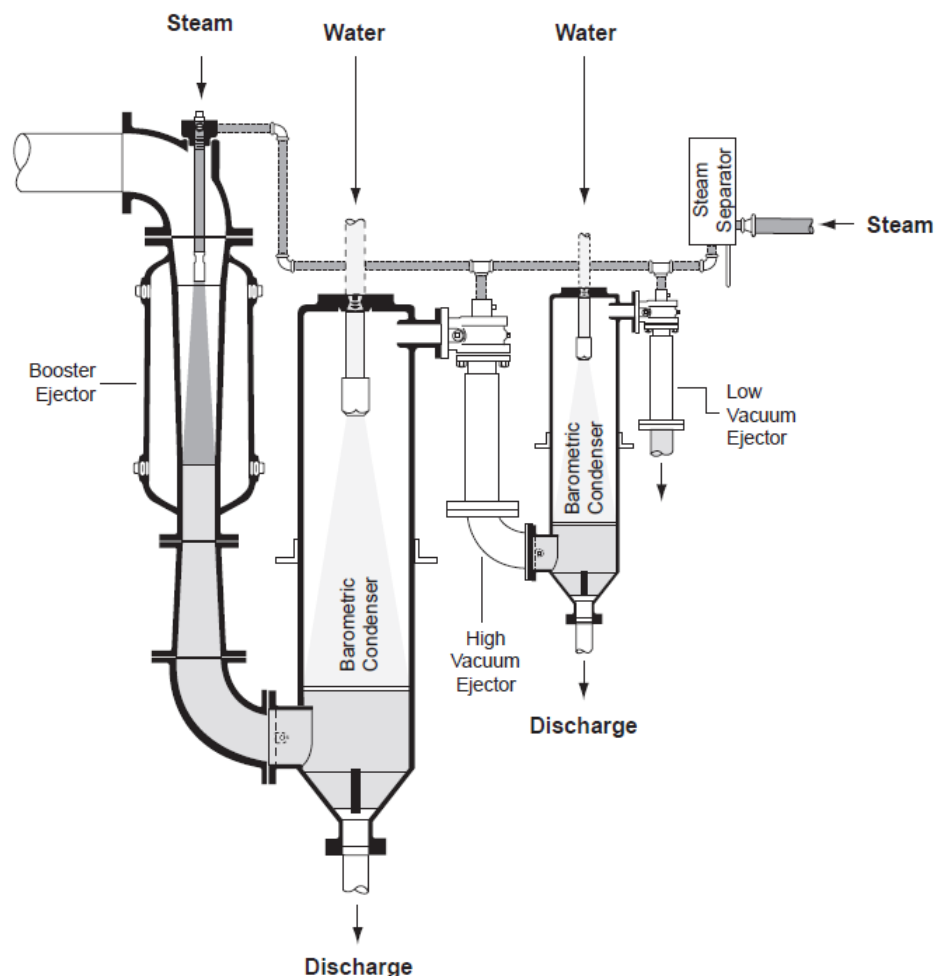 Steam
Water
Water
Steam
Separator
Steam
Booster
Ejector
Low
Vacuum
Ejector
Barometric
Condenser
Barometric
Condenser
High
Vacuum
Ejector
Discharge
Discharge